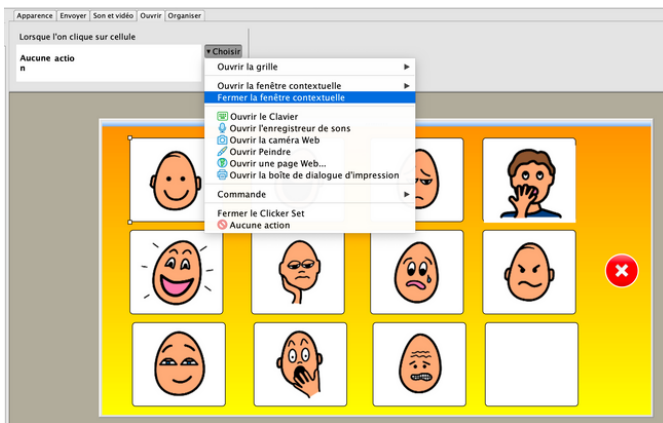 Apparence Envoyer Son et vidéo Ouvrir Organiser
Lorsque l'on clique sur cellule
Aucune actio
n
▼Choisir
Ouvrir la grille
Ouvrir la fenêtre contextuelle
Fermer la fenêtre contextuelle
Ouvrir le Clavier
Ouvrir l'enregistreur de sons
Ouvrir la caméra Web
Ouvrir Peindre
Ouvrir une page Web...
Ouvrir la boîte de dialogue d'impression
Commande
Fermer le Clicker Set
Aucune action